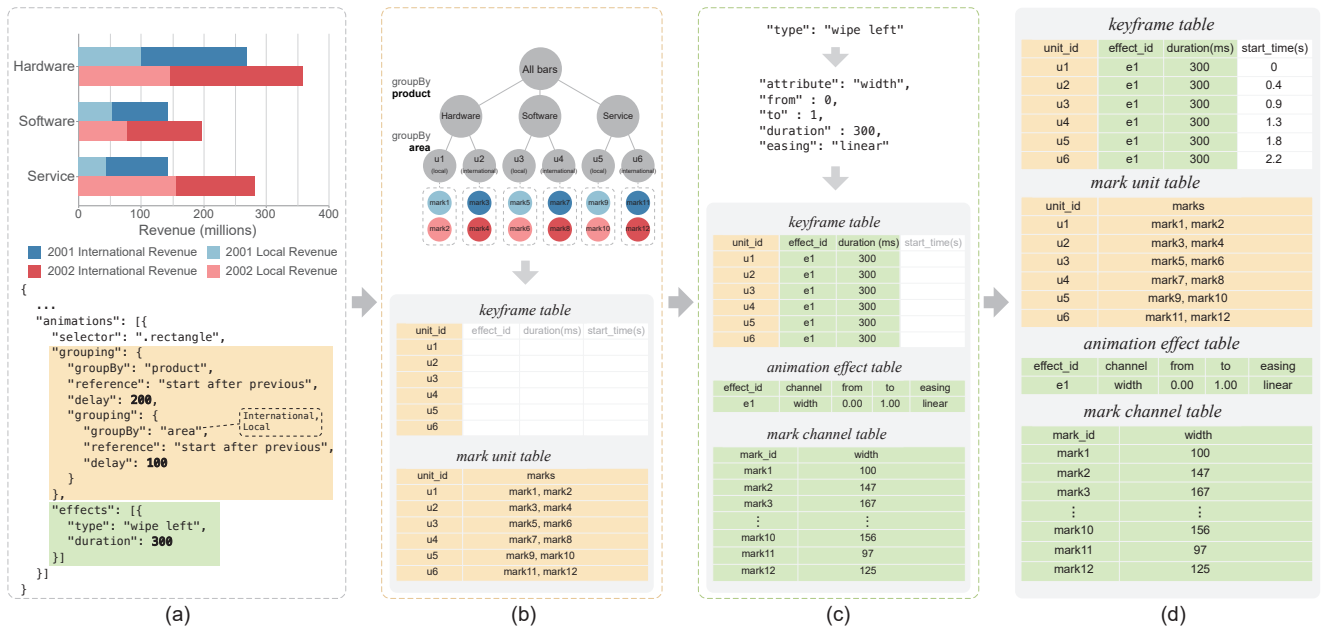 Hardware
Software
Service
0 100 200 300 400
Revenue (millions)
2001 International Revenue 2001 Local Revenue
2002 International Revenue 2002 Local Revenue
{
...
"animations": [{
"selector": ".rectangle",
"grouping": {
"groupBy": "product",
"reference": "start after previous",
"delay": 200,
"grouping": {
"groupBy": "area",
International,
Local
"reference": "start after previous",
"delay": 100
}
},
"effects": [{
"type": "wipe left",
"duration": 300
}]
}]
}
(a)
All bars
groupBy
product
Hardware Software Service
groupBy
area
u1 u2 u3 u4 u5 u6
(local) (international) (local) (international) (local) (international)
mark1 mark3 mark5 mark7 mark9 mark11
mark2 mark4 mark6 mark8 mark10 mark12
keyframe table
unit_id effect_id duration(ms) start_time(s)
u1
u2
u3
u4
u5
u6
mark unit table
unit_id marks
u1 mark1, mark2
u2 mark3, mark4
u3 mark5, mark6
u4 mark7, mark8
u5 mark9, mark10
u6 mark11, mark12
(b)
"type": "wipe left"
"attribute": "width",
"from" : 0,
"to" : 1,
"duration" : 300,
"easing": "linear"
keyframe table
unit_id effect_id duration (ms) start_time(s)
u1 e1 300
u2 e1 300
u3 e1 300
u4 e1 300
u5 e1 300
u6 e1 300
animation effect table
effect_id channel from to easing
e1 width 0.00 1.00 linear
mark channel table
mark_id width
mark1 100
mark2 147
mark3 167
⋮ ⋮
mark10 156
mark11 97
mark12 125
(c)
keyframe table
unit_id effect_id duration(ms) start_time(s)
u1 e1 300 0
u2 e1 300 0.4
u3 e1 300 0.9
u4 e1 300 1.3
u5 e1 300 1.8
u6 e1 300 2.2
mark unit table
unit_id marks
u1 mark1, mark2
u2 mark3, mark4
u3 mark5, mark6
u4 mark7, mark8
u5 mark9, mark10
u6 mark11, mark12
animation effect table
effect_id channel from to easing
e1 width 0.00 1.00 linear
mark channel table
mark_id width
mark1 100
mark2 147
mark3 167
⋮ ⋮
mark10 156
mark11 97
mark12 125
(d)